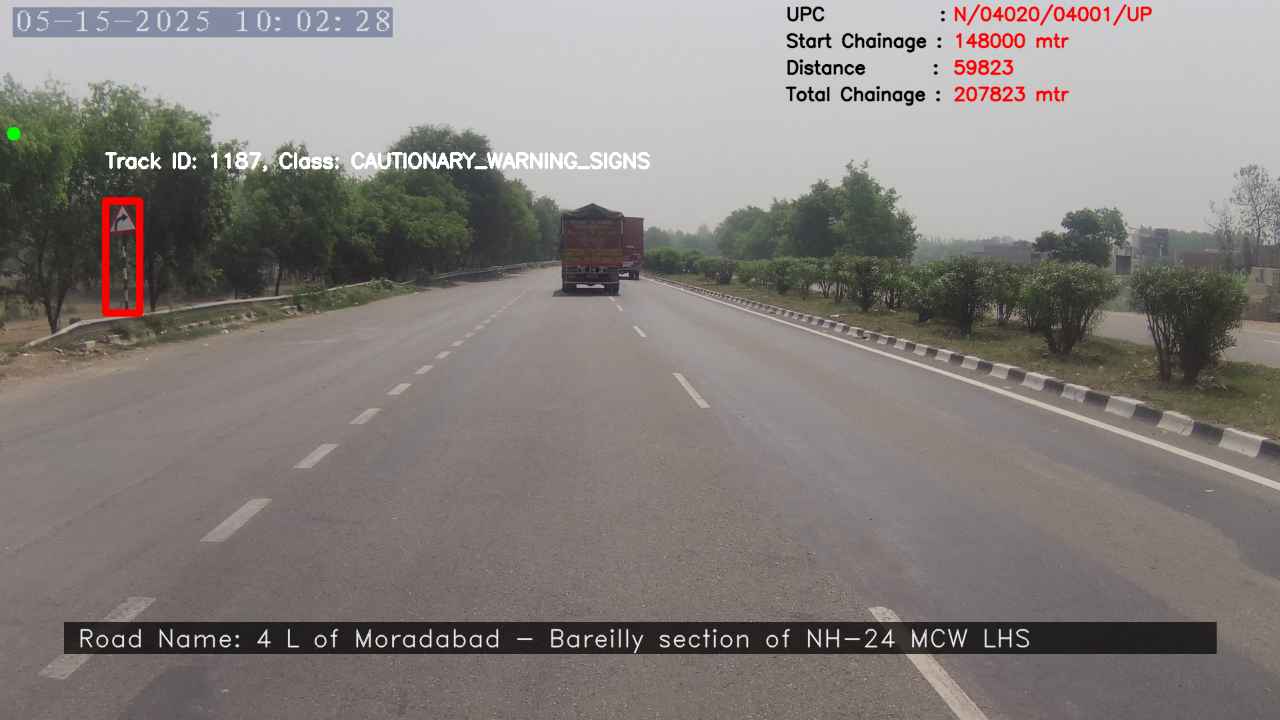 05-15-2025 10:02:28
UPC : N/04020/04001/UP
Start Chainage : 148000 mtr
Distance : 59823
Total Chainage : 207823 mtr
Track ID: 1187, Class: CAUTIONARY_WARNING_SIGNS
Road Name: 4 L of Moradabad - Bareilly section of NH-24 MCW LHS